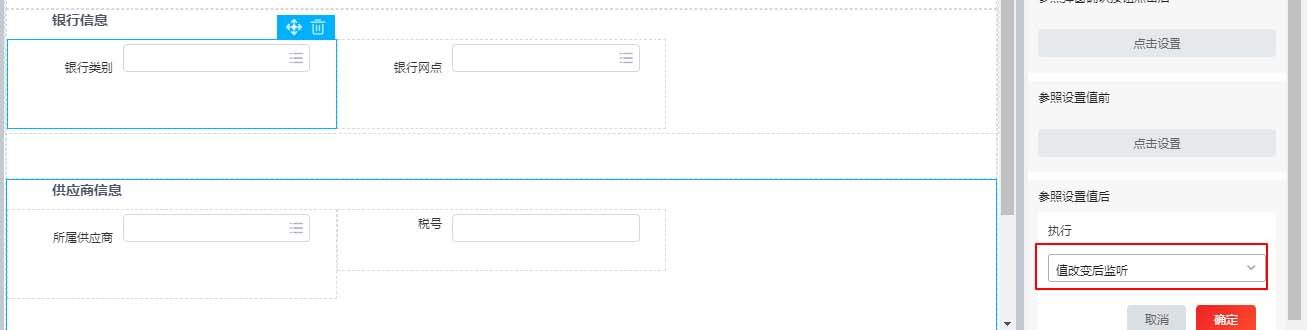 银行信息
银行类别
银行网点
供应商信息
所属供应商
税号
点击设置
参照设置值前
点击设置
参照设置值后
执行
值改变后监听
取消
确定